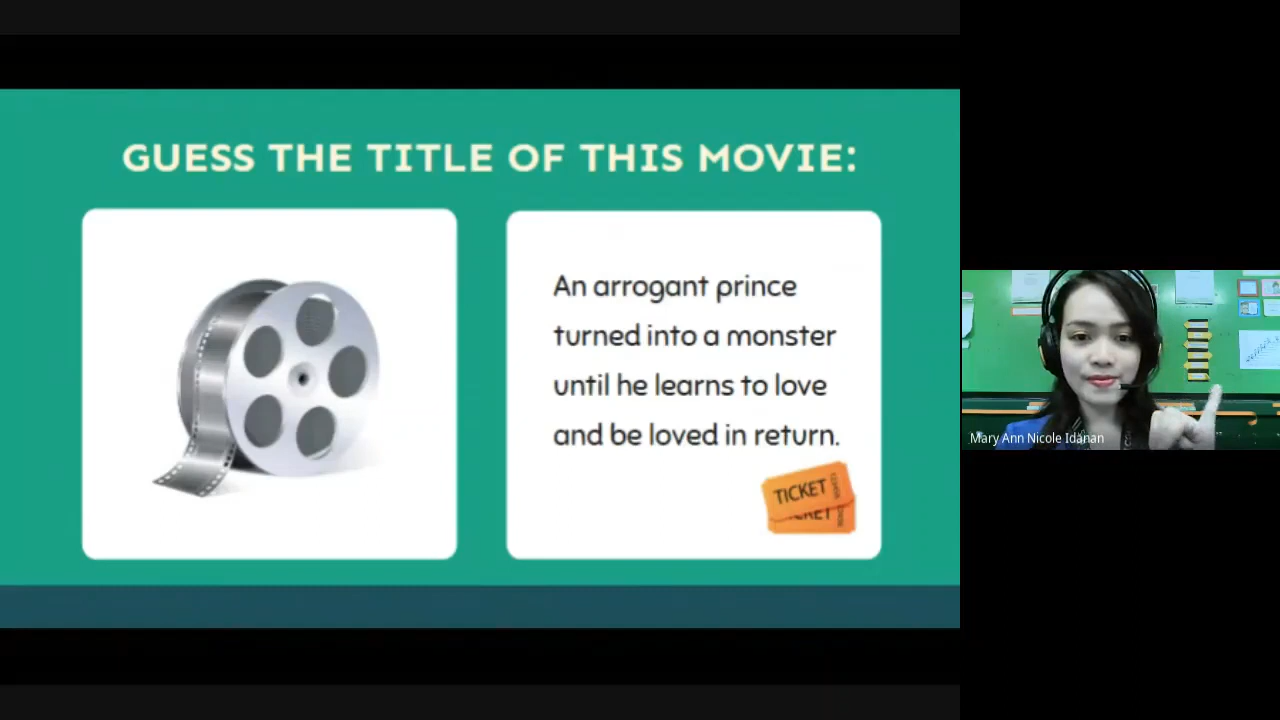 GUESS THE TITLE OF THIS MOVIE:
An arrogant prince
turned into a monster
until he learns to love
and be loved in return.
TICKET
Mary Ann Nicole Idanan